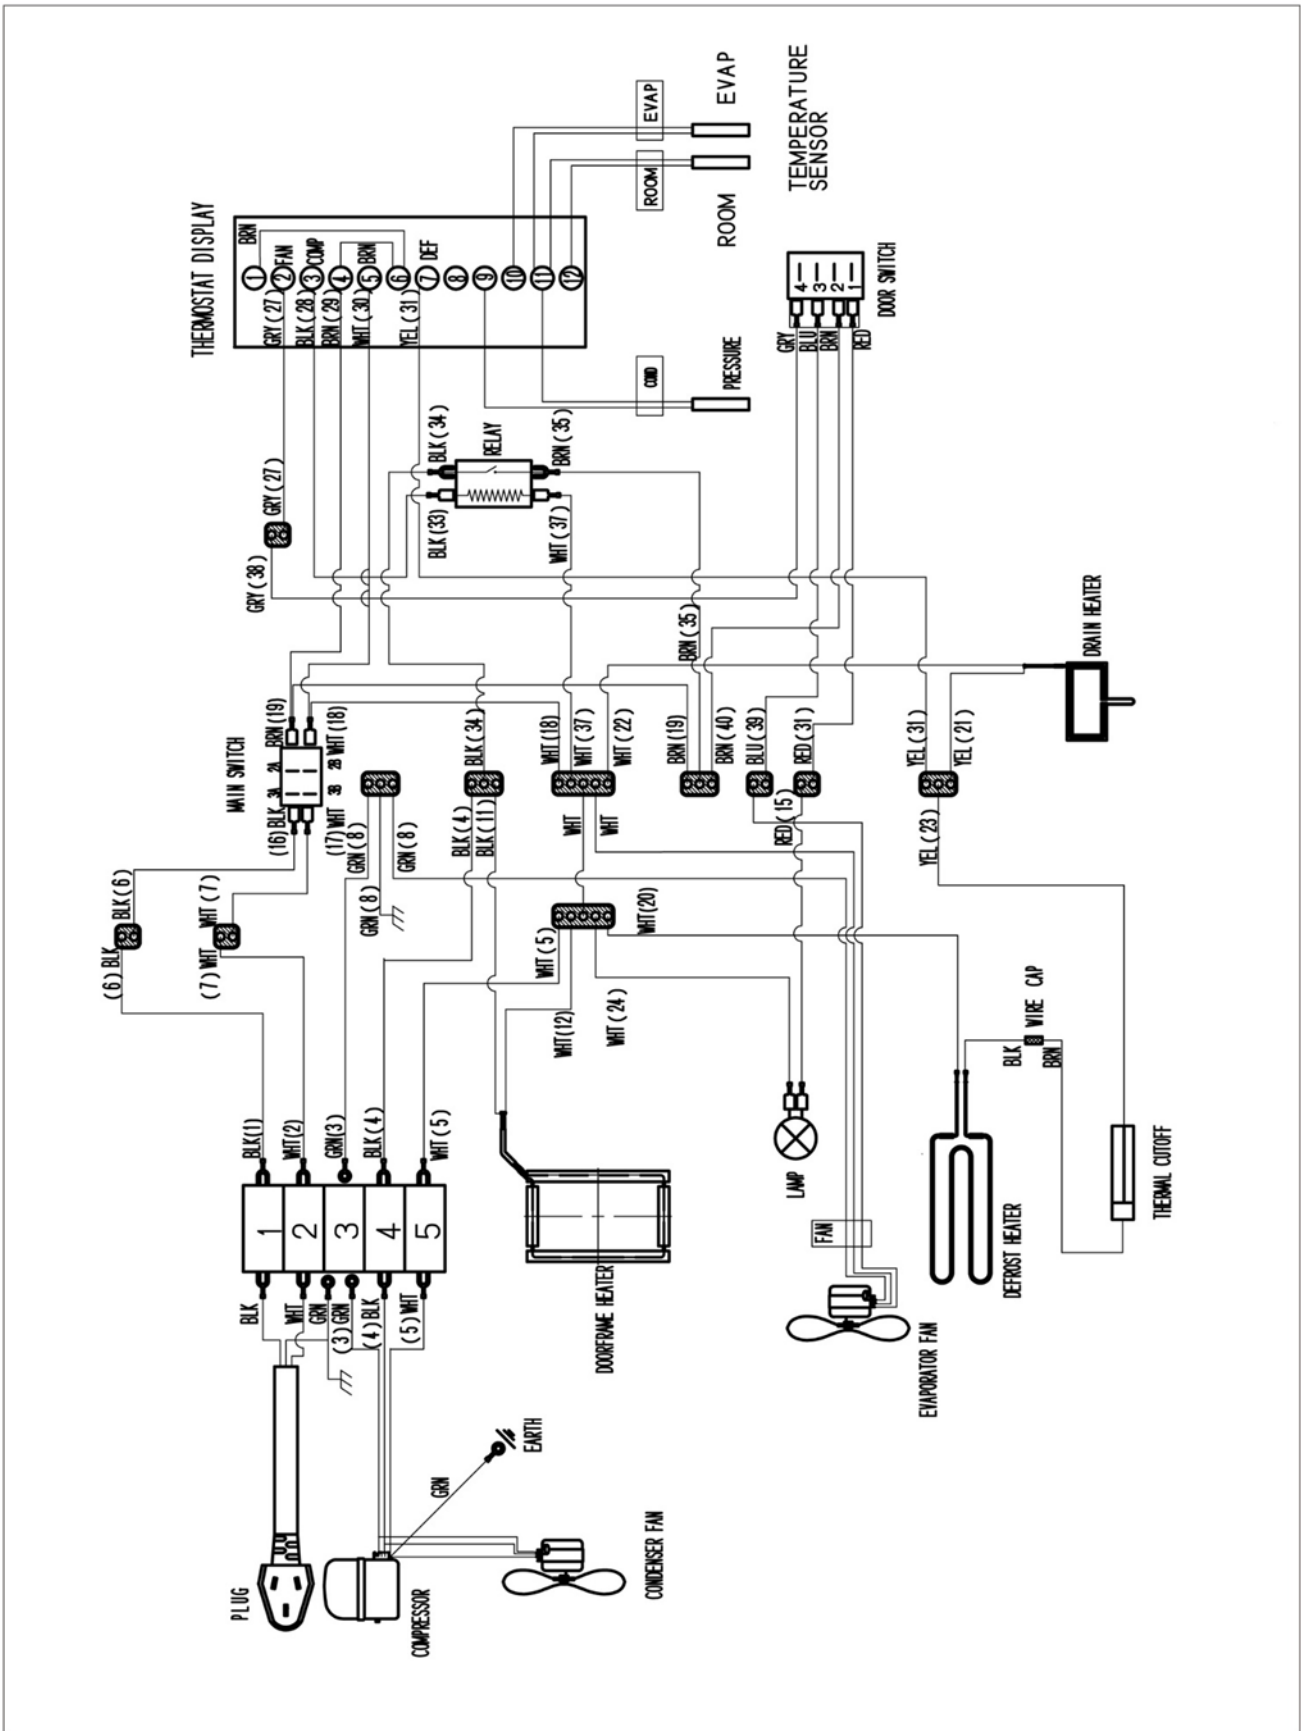 THERMOSTAT DISPLAY
1
2
3
4
5
6
7
8
9
10
11
12
BRN
FAN
COMP
BRN
DEF
GRY(27)
BLK(28)
BRN(29)
WHT(30)
YEL(31)
EVAP
ROOM
EVAP
ROOM
TEMPERATURE
SENSOR
COND
PRESSURE
4
3
2
1
DOOR SWITCH
GRY
BLU
BRN
RED
RELAY
BLK(34)
BRN(35)
BLK(33)
WHT(37)
GRY(27)
GRY(38)
MAIN SWITCH
3A 2A
3B 2B
BRN(19)
WHT(18)
(16)BLK
(17)WHT
BLK(6)
(6)BLK
WHT(7)
(7)WHT
GRN(8)
GRN(8)
GRN(8)
BLK(34)
BLK(4)
BLK(11)
WHT(18)
WHT(37)
WHT(22)
WHT
WHT
BRN(35)
BRN(19)
BRN(40)
BLU(39)
RED(31)
RED(15)
YEL(31)
YEL(21)
YEL(23)
DRAIN HEATER
WHT(5)
WHT(20)
WHT(12)
WHT(24)
BLK(1)
WHT(2)
GRN(3)
BLK(4)
WHT(5)
1
2
3
4
5
BLK
WHT
GRN
(3)GRN
(4)BLK
(5)WHT
DOORFRAME HEATER
LAMP
FAN
EVAPORATOR FAN
DEFROST HEATER
WIRE CAP
BLK
BRN
THERMAL CUTOFF
PLUG
COMPRESSOR
GRN
EARTH
CONDENSER FAN